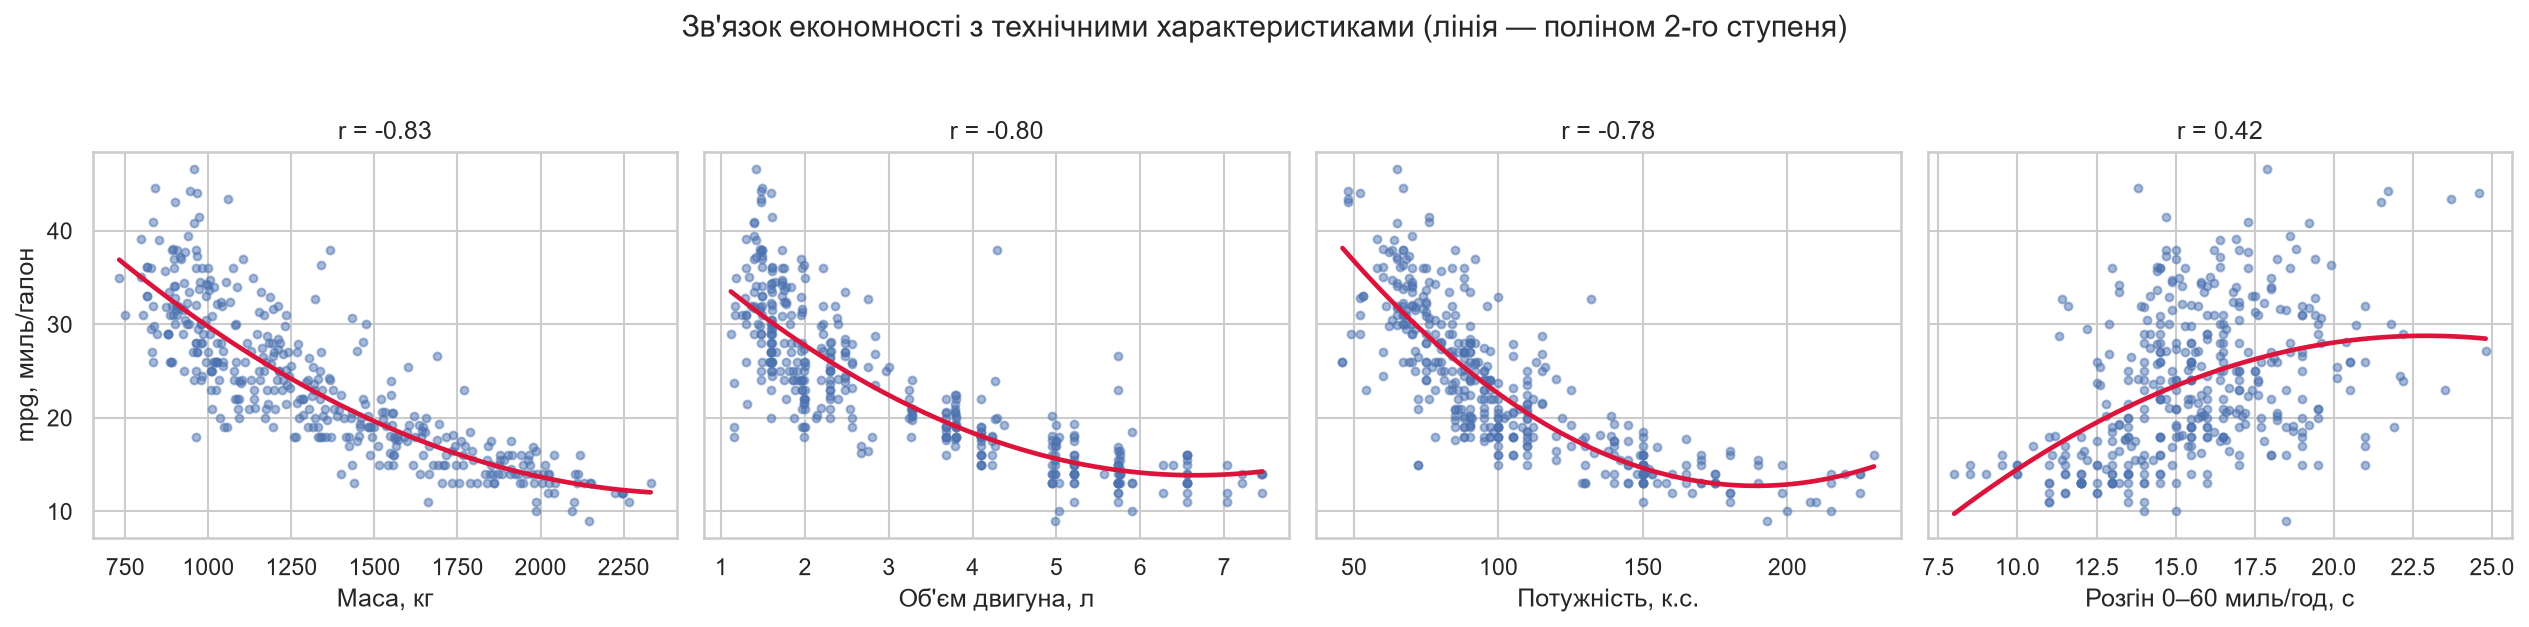 Зв'язок економності з технічними характеристиками (лінія — поліном 2-го ступеня)
r = -0.83
r = -0.80
r = -0.78
r = 0.42
mpg, миль/галон
40
30
20
10
750 1000 1250 1500 1750 2000 2250
Маса, кг
1 2 3 4 5 6 7
Об'єм двигуна, л
50 100 150 200
Потужність, к.с.
7.5 10.0 12.5 15.0 17.5 20.0 22.5 25.0
Розгін 0–60 миль/год, с